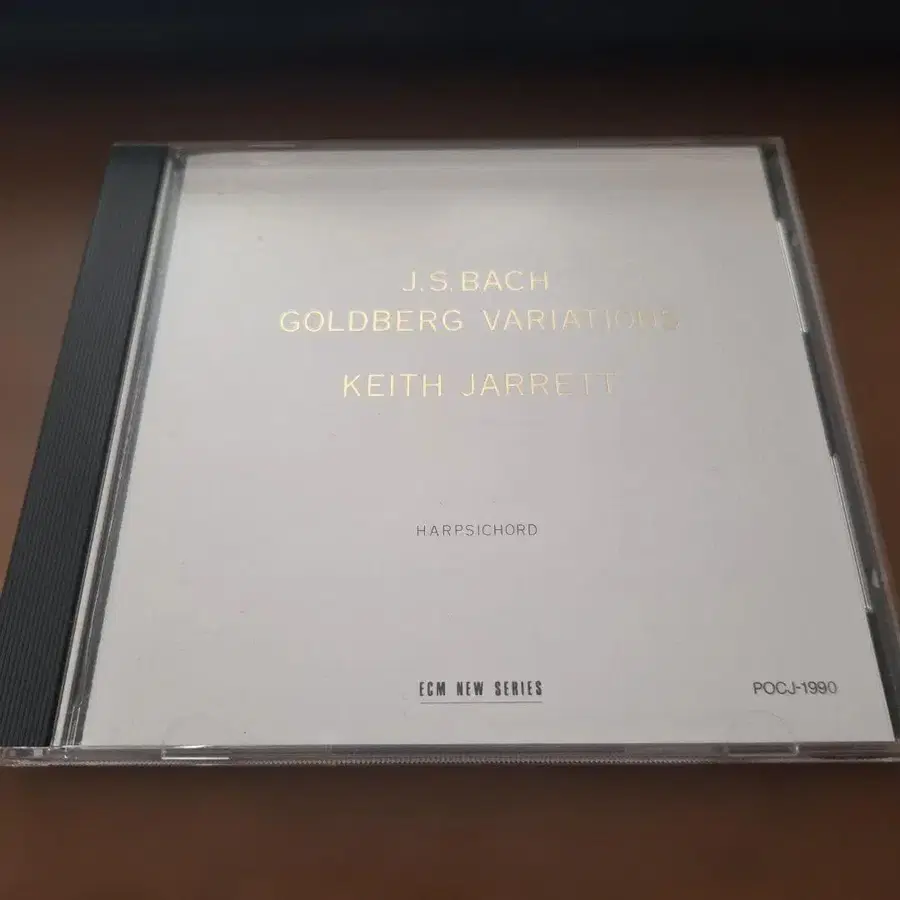 J.S. BACH
GOLDBERG VARIATIONS
KEITH JARRETT
HARPSICHORD
ECM NEW SERIES
POCJ-1990